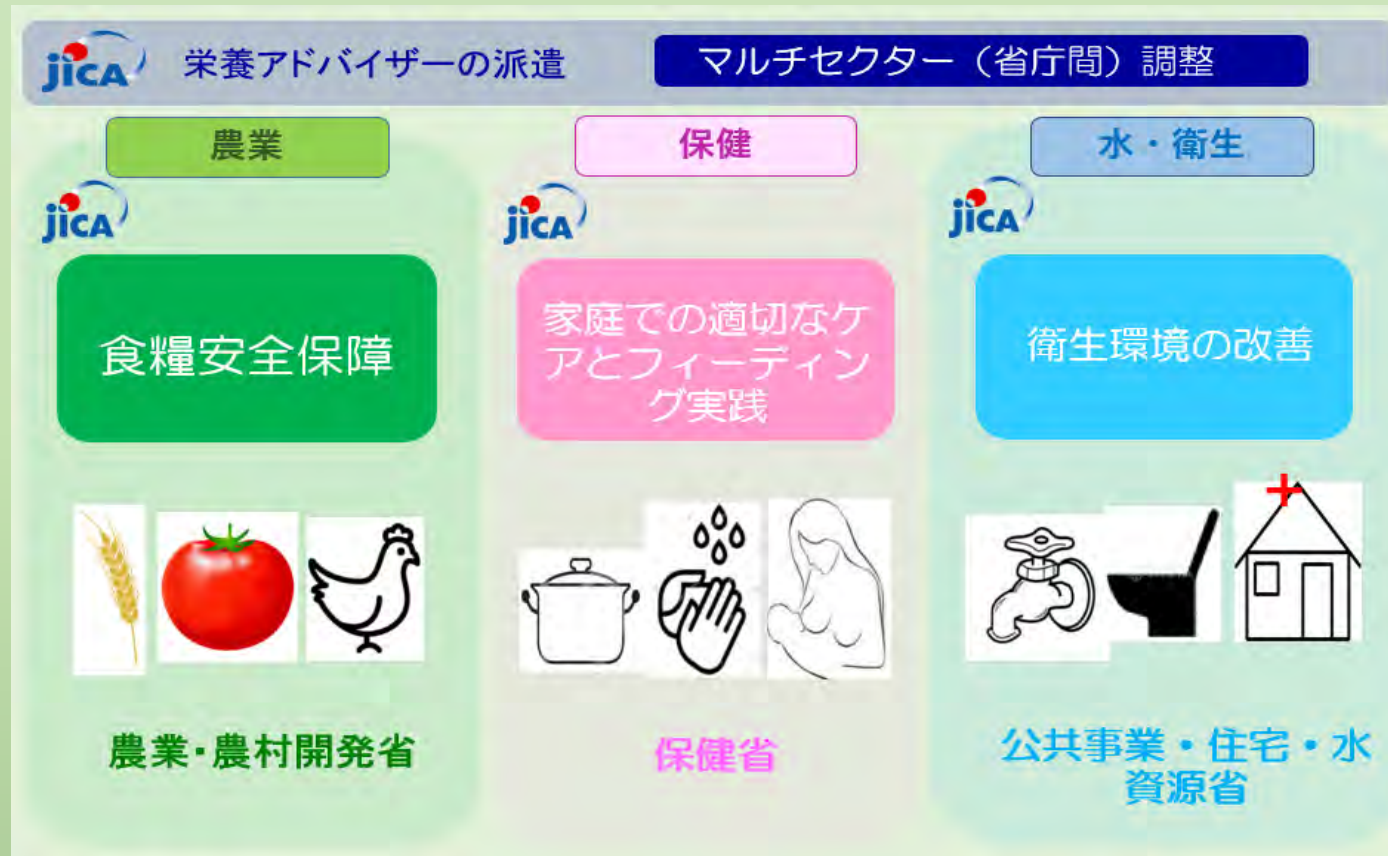 jica 栄養アドバイザーの派遣 マルチセクター（省庁間）調整
農業 保健 水・衛生
jica jica jica
食糧安全保障
家庭での適切なケ
アとフィーディン
グ実践
衛生環境の改善
農業・農村開発省
保健省
公共事業・住宅・水
資源省